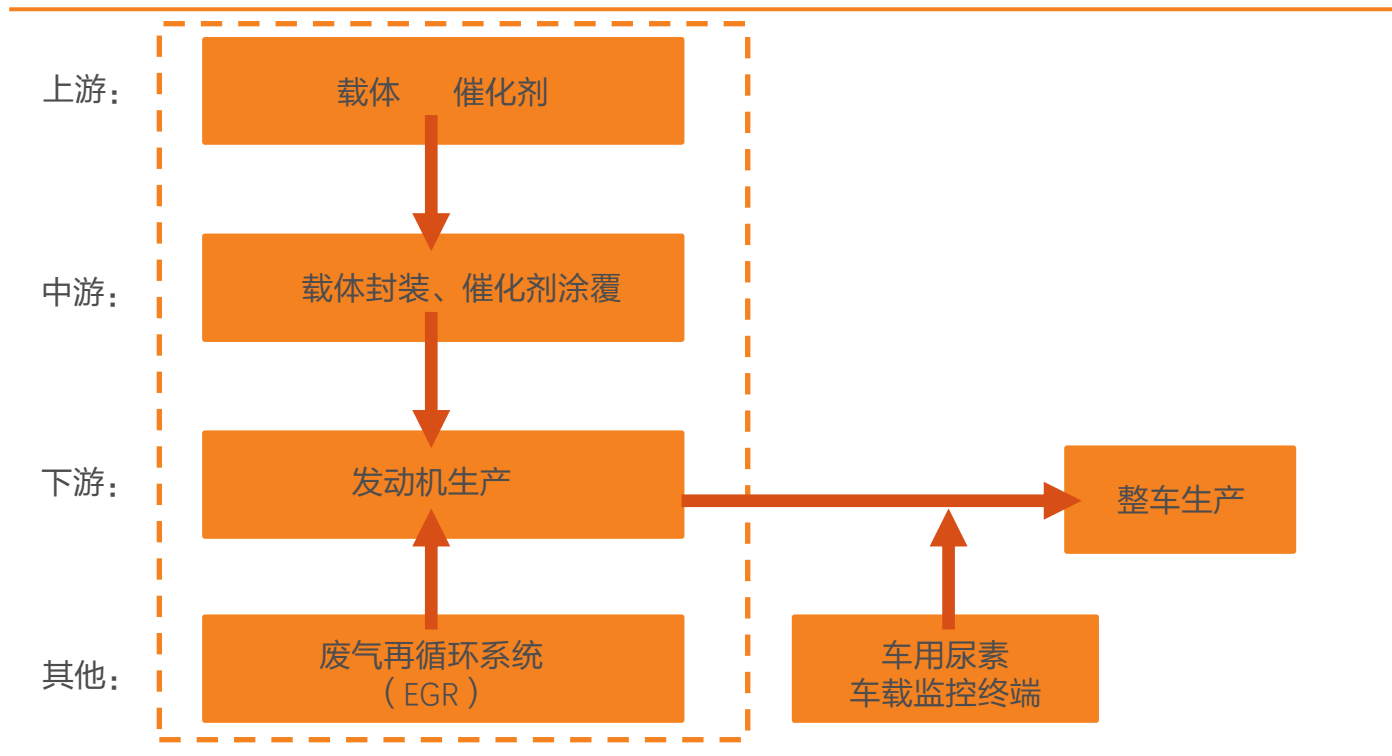 上游：
载体 催化剂
中游：
载体封装、催化剂涂覆
下游：
发动机生产
整车生产
其他：
废气再循环系统
（EGR）
车用尿素
车载监控终端